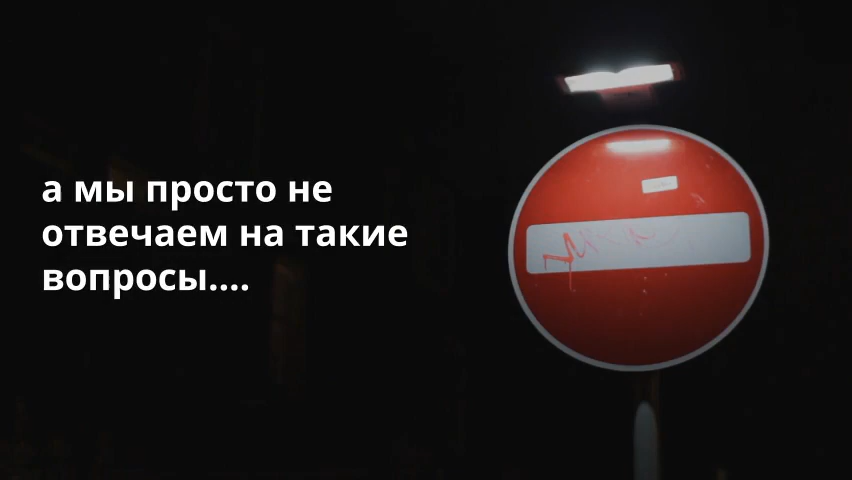 а мы просто не
отвечаем на такие
вопросы....